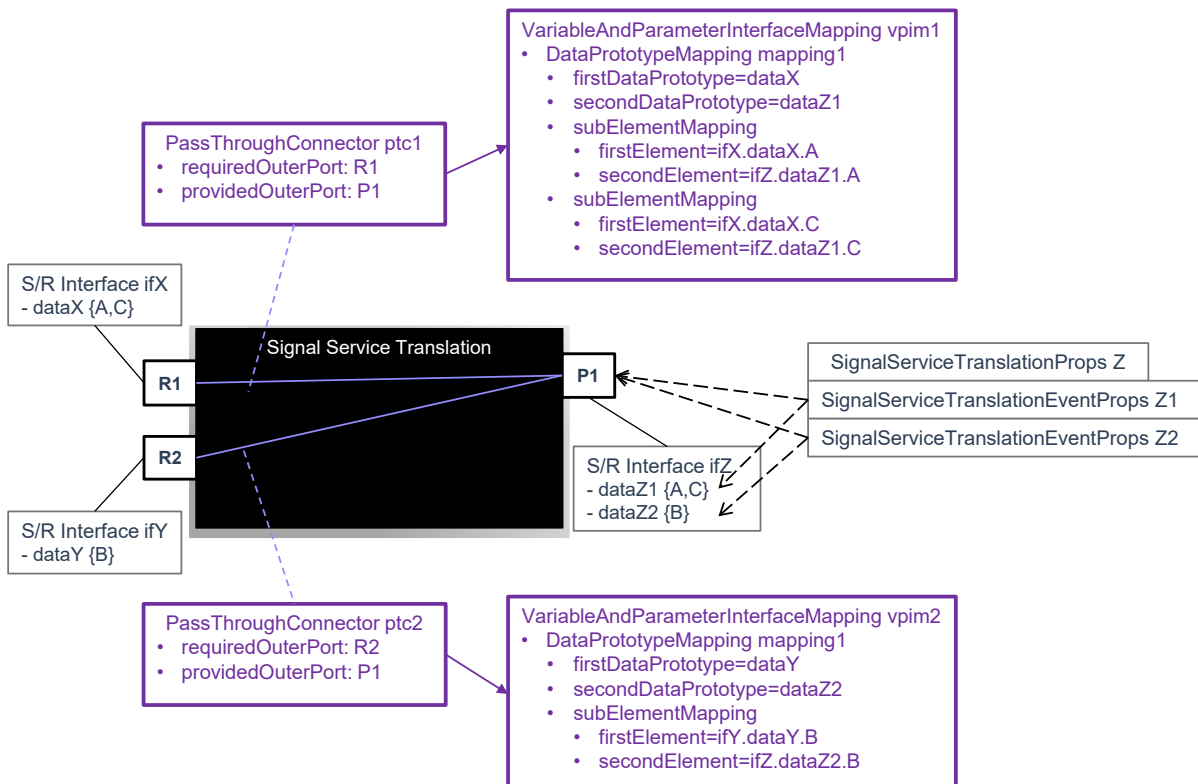 VariableAndParameterInterfaceMapping vpim1
• DataPrototypeMapping mapping1
• firstDataPrototype=dataX
• secondDataPrototype=dataZ1
• subElementMapping
• firstElement=ifX.dataX.A
• secondElement=ifZ.dataZ1.A
• subElementMapping
• firstElement=ifX.dataX.C
• secondElement=ifZ.dataZ1.C
PassThroughConnector ptc1
• requiredOuterPort: R1
• providedOuterPort: P1
S/R Interface ifX
- dataX {A,C}
Signal Service Translation
R1
P1
R2
SignalServiceTranslationProps Z
SignalServiceTranslationEventProps Z1
SignalServiceTranslationEventProps Z2
S/R Interface ifZ
- dataZ1 {A,C}
- dataZ2 {B}
S/R Interface ifY
- dataY {B}
PassThroughConnector ptc2
• requiredOuterPort: R2
• providedOuterPort: P1
VariableAndParameterInterfaceMapping vpim2
• DataPrototypeMapping mapping1
• firstDataPrototype=dataY
• secondDataPrototype=dataZ2
• subElementMapping
• firstElement=ifY.dataY.B
• secondElement=ifZ.dataZ2.B